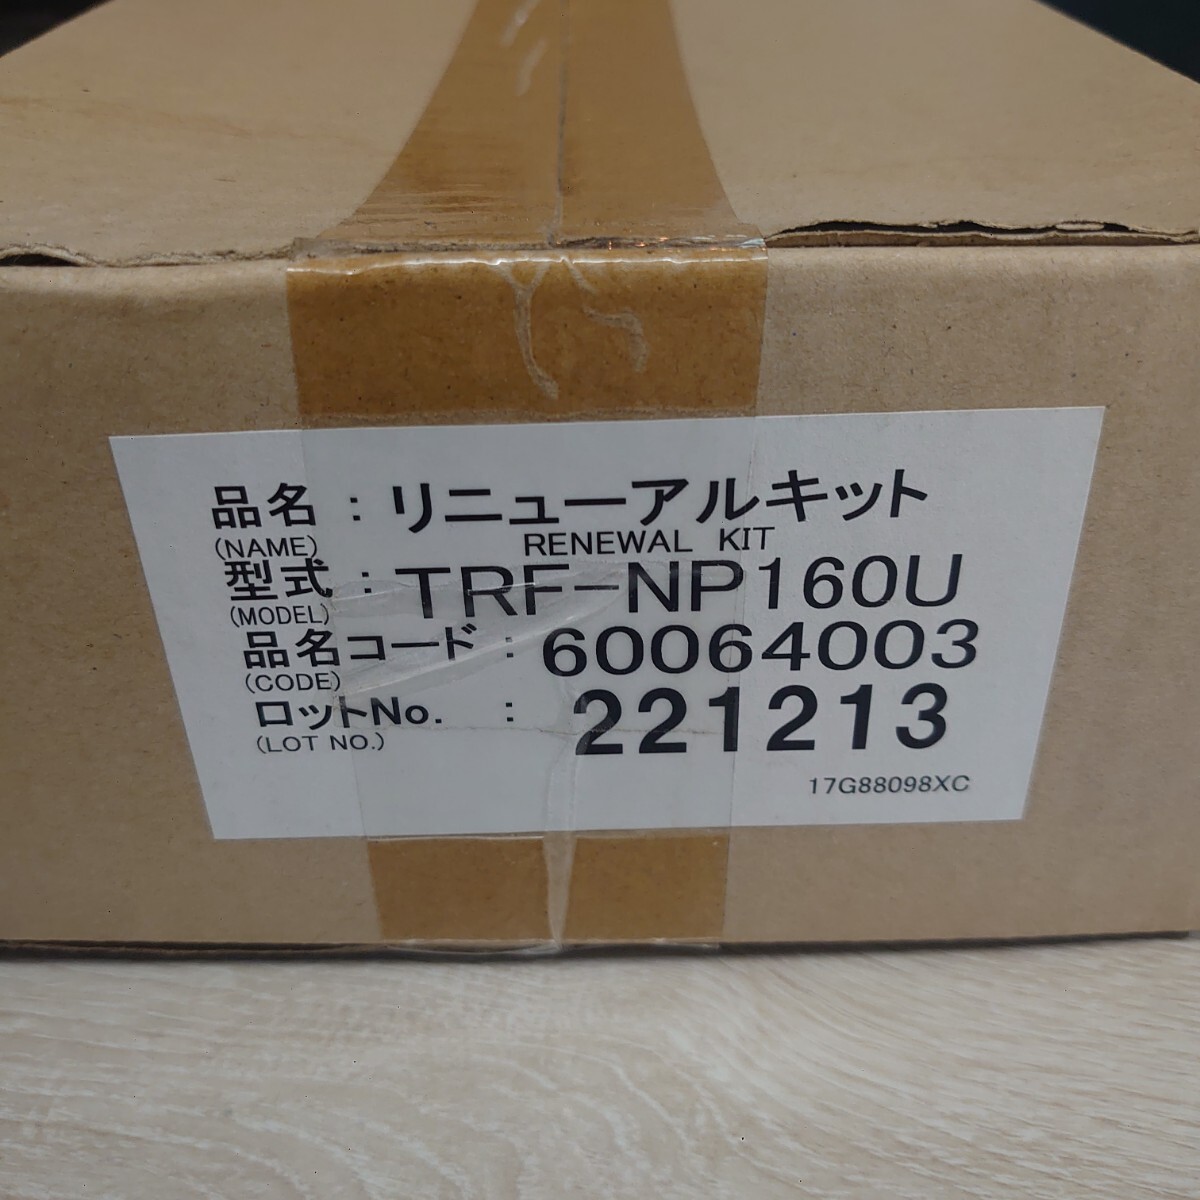 品名：リニューアルキット
(NAME) RENEWAL KIT
型式：TRF-NP160U
(MODEL)
品名コード：60064003
(CODE)
ロットNo.：221213
(LOT NO.)
17G88098XC